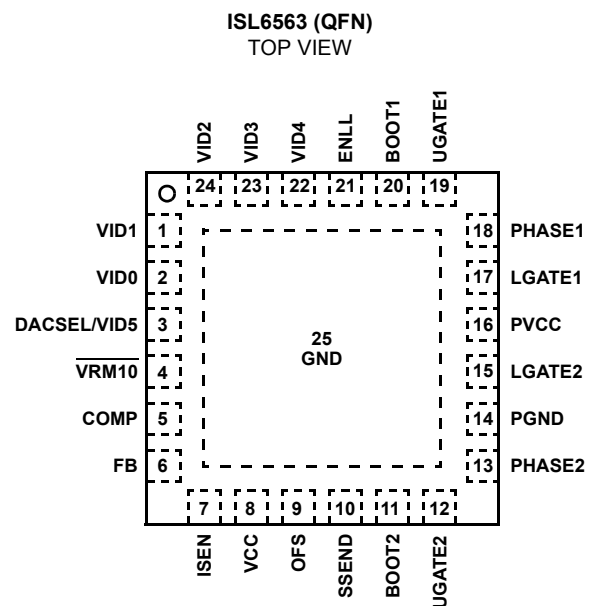 ISL6563 (QFN)
TOP VIEW
VID2
VID3
VID4
ENLL
BOOT1
UGATE1
24
23
22
21
20
19
VID1 1
18 PHASE1
VID0 2
17 LGATE1
DACSEL/VID5 3
16 PVCC
25
GND
VRM10 4
15 LGATE2
COMP 5
14 PGND
FB 6
13 PHASE2
7
8
9
10
11
12
ISEN
VCC
OFS
SSEND
BOOT2
UGATE2